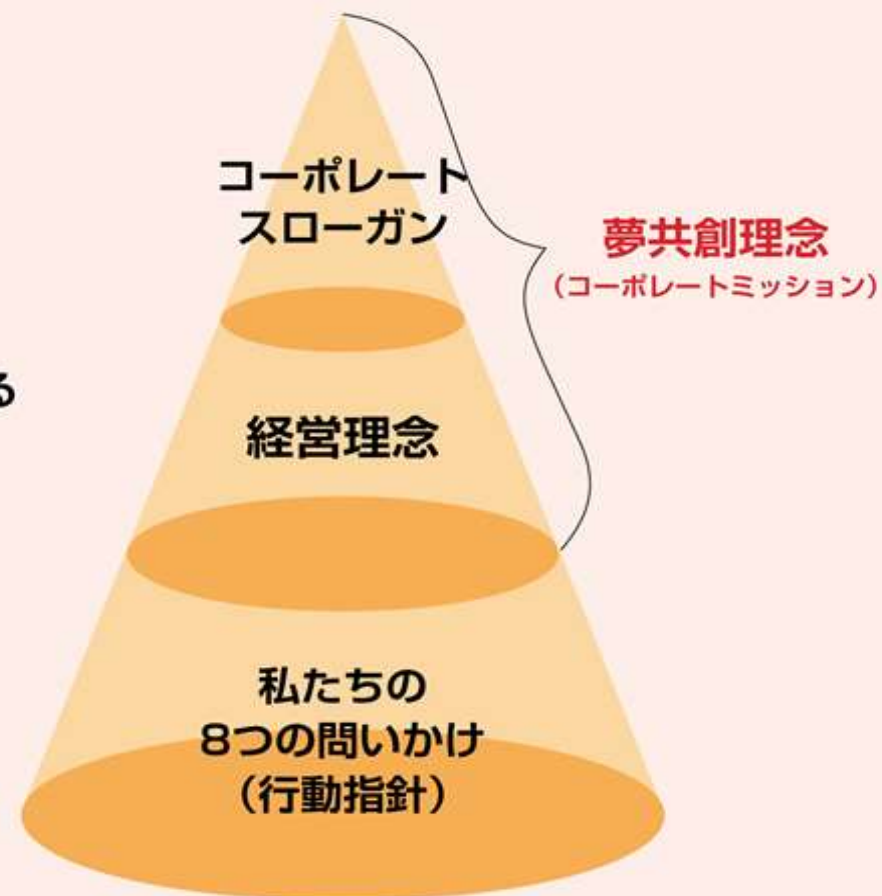 コーポレート
スローガン
夢共創理念
（コーポレートミッション）
る
経営理念
私たちの
8つの問いかけ
（行動指針）